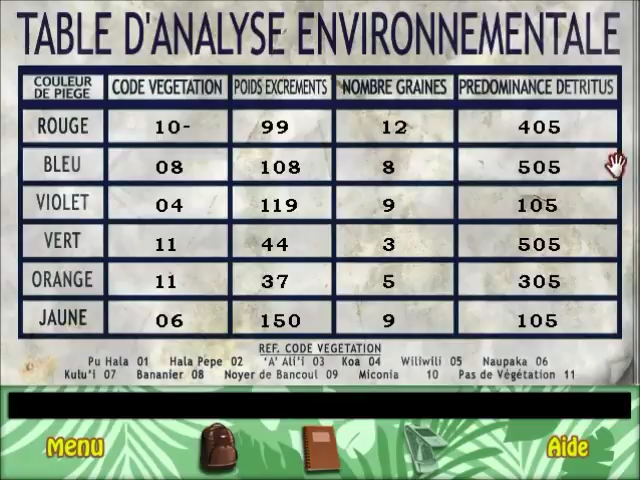 TABLE D'ANALYSE ENVIRONNEMENTALE
COULEUR DE PIEGE CODE VEGETATION POIDS EXCREMENTS NOMBRE GRAINES PREDOMINANCE DETRITUS
ROUGE 10- 99 12 405
BLEU 08 108 8 505
VIOLET 04 119 9 105
VERT 11 44 3 505
ORANGE 11 37 5 305
JAUNE 06 150 9 105
REF. CODE VEGETATION
Pu Hala 01 Hala Pepe 02 'A' Ali'i 03 Koa 04 Wiliwili 05 Naupaka 06
Kulu'i 07 Bananier 08 Noyer de Bancoul 09 Miconia 10 Pas de Végétation 11
Menu Aide